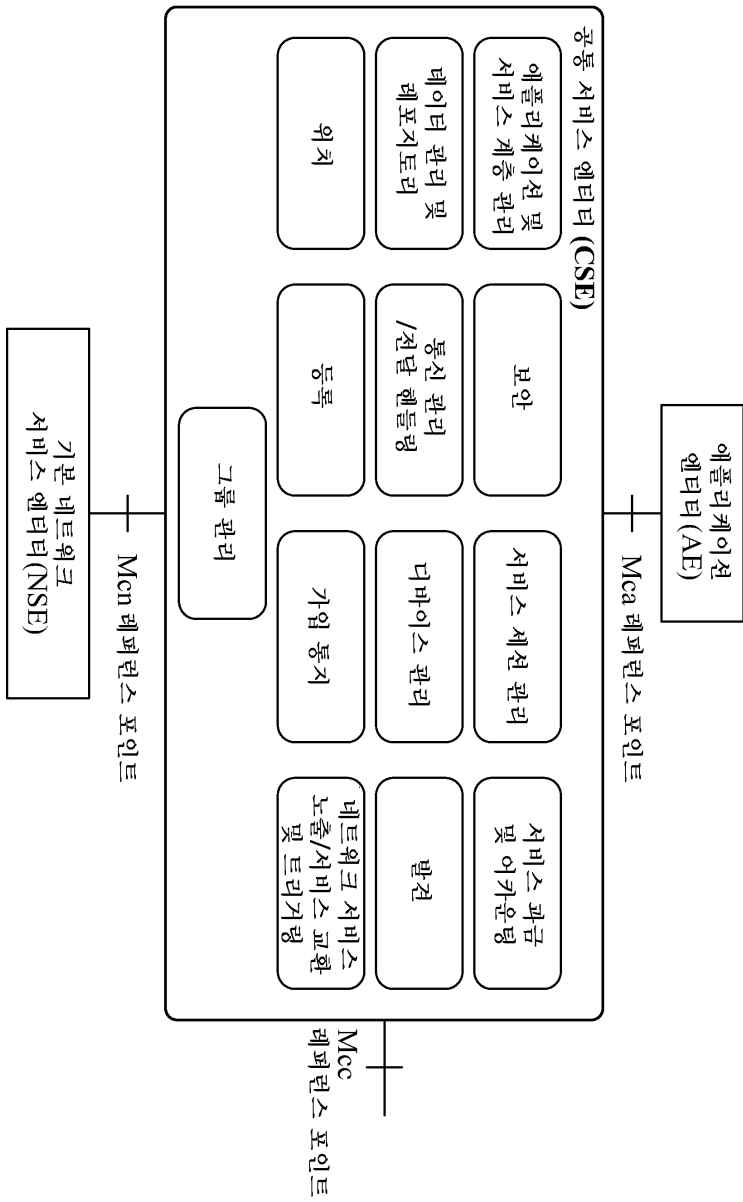 애플리케이션
엔터티(AE)
Mca 레퍼런스 포인트
공통 서비스 엔터티(CSE)
애플리케이션 및
서비스 계층 관리
보안
서비스 세션 관리
서비스 과금
및 어카운팅
데이터 관리 및
레포지토리
통신 관리
/전달 핸들링
디바이스 관리
발견
위치
등록
가입 통지
네트워크 서비스
노출/서비스 교환
및 트리거링
그룹 관리
Mcc
레퍼런스 포인트
Mcn 레퍼런스 포인트
기본 네트워크
서비스 엔터티(NSE)